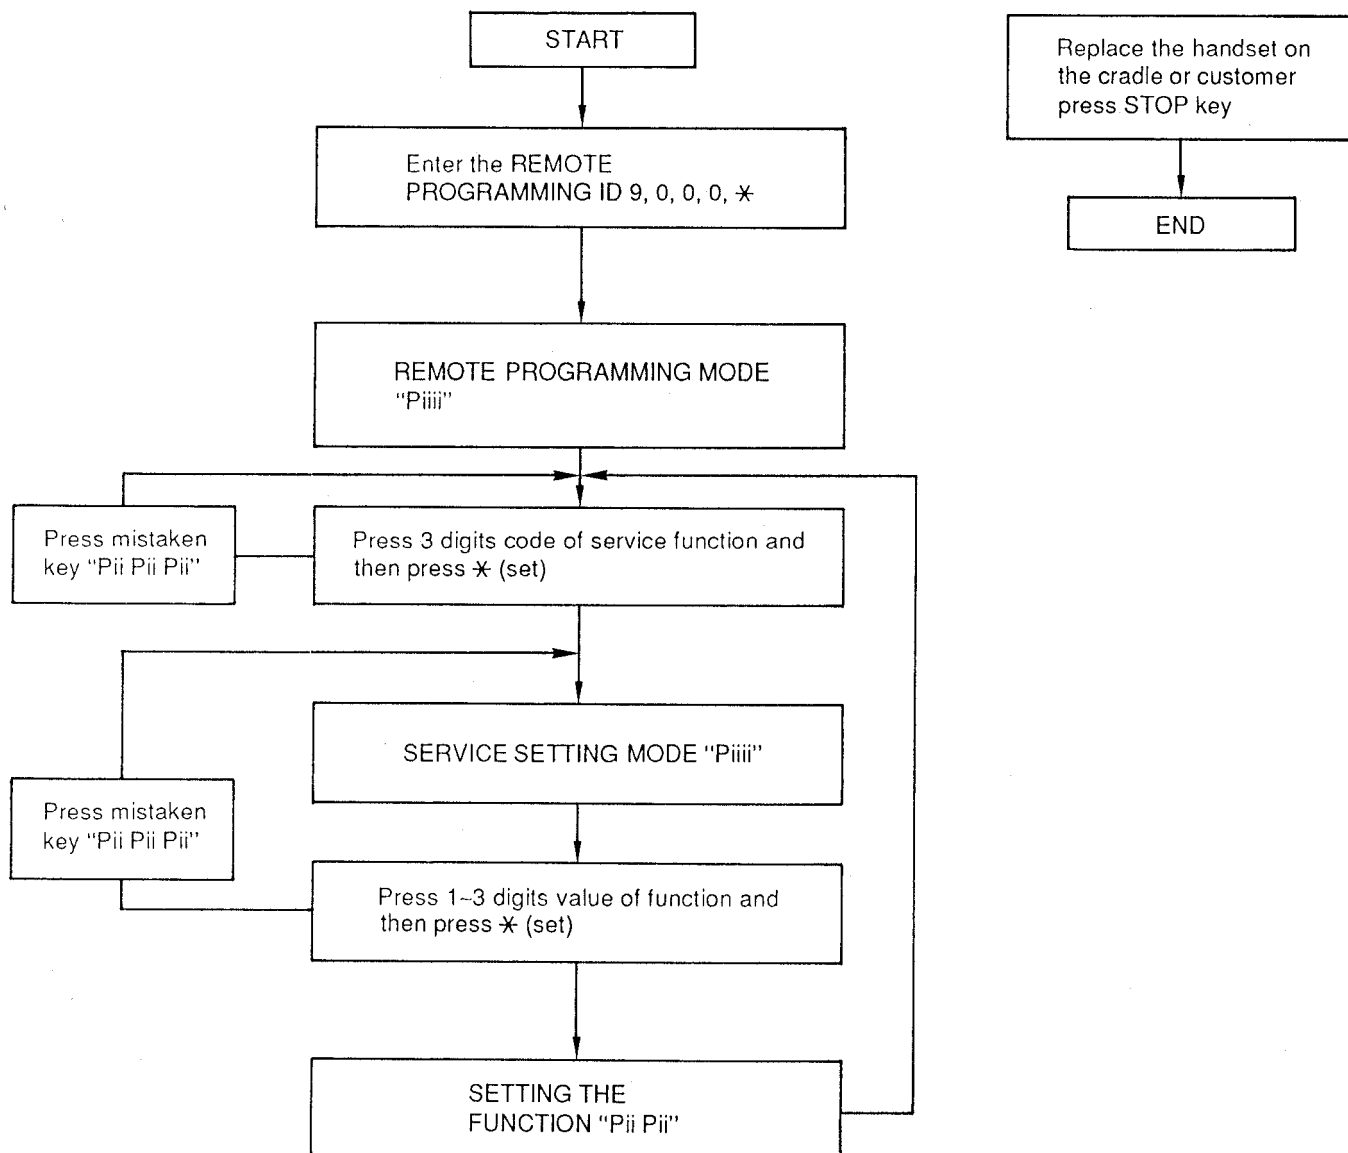 START
Enter the REMOTE
PROGRAMMING ID 9, 0, 0, 0, *
REMOTE PROGRAMMING MODE
"Piiii"
Press mistaken
key "Pii Pii Pii"
Press 3 digits code of service function and
then press * (set)
SERVICE SETTING MODE "Piiii"
Press mistaken
key "Pii Pii Pii"
Press 1~3 digits value of function and
then press * (set)
SETTING THE
FUNCTION "Pii Pii"
Replace the handset on
the cradle or customer
press STOP key
END